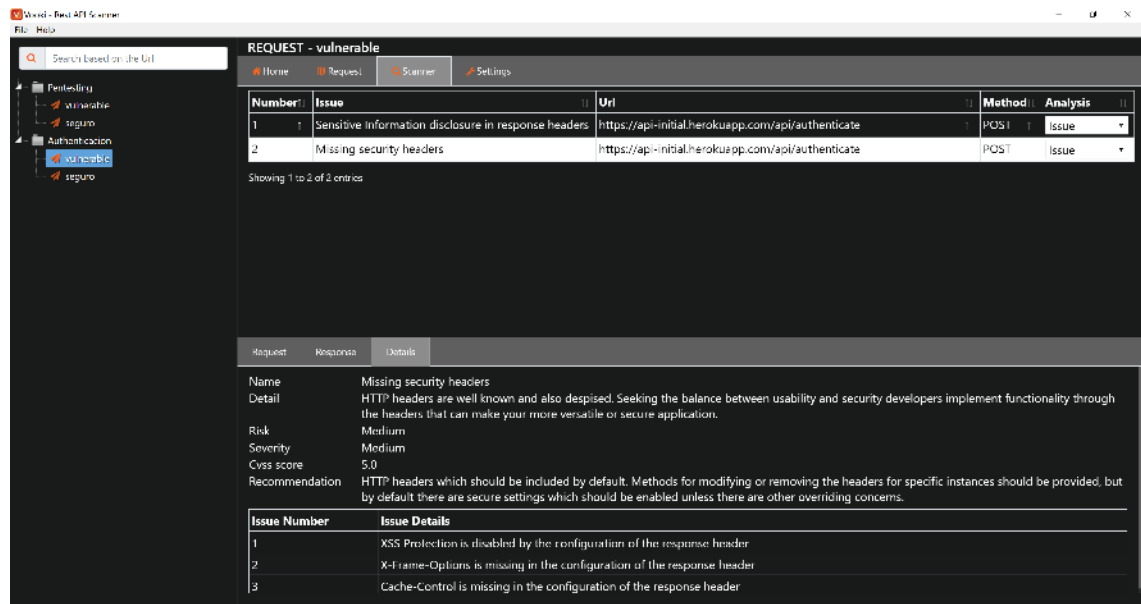 Vooki - Rest API Scanner
File Help
Search based on the Url
Pentesting
vulnerable
seguro
Authenticacion
vulnerable
seguro
REQUEST - vulnerable
Home Request Scanner Settings
Number Issue Url Method Analysis
1 Sensitive Information disclosure in response headers https://api-initial.herokuapp.com/api/authenticate POST Issue
2 Missing security headers https://api-initial.herokuapp.com/api/authenticate POST Issue
Showing 1 to 2 of 2 entries
Request Response Details
Name Missing security headers
Detail HTTP headers are well known and also despised. Seeking the balance between usability and security developers implement functionality through
the headers that can make your more versatile or secure application.
Risk Medium
Severity Medium
Cvss score 5.0
Recommendation HTTP headers which should be included by default. Methods for modifying or removing the headers for specific instances should be provided, but
by default there are secure settings which should be enabled unless there are other overriding concerns.
Issue Number Issue Details
1 XSS Protection is disabled by the configuration of the response header
2 X-Frame-Options is missing in the configuration of the response header
3 Cache-Control is missing in the configuration of the response header